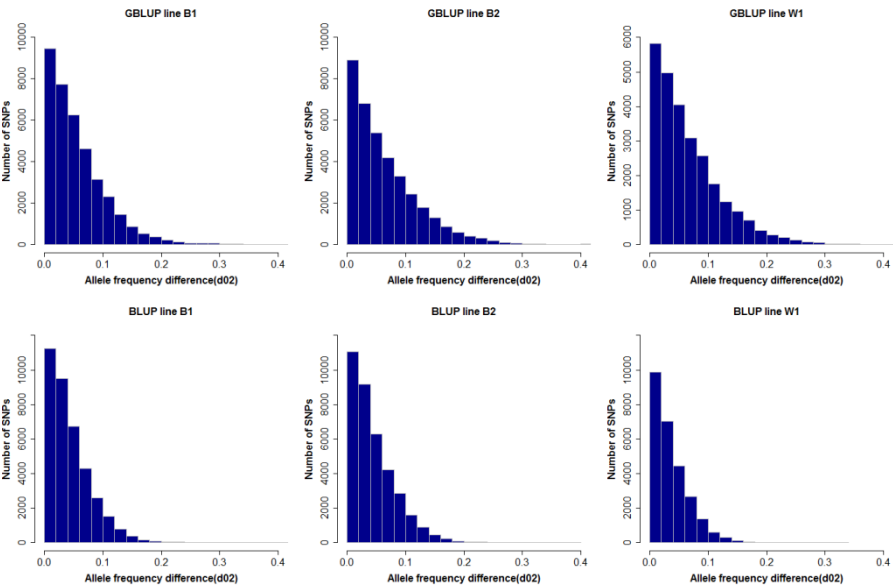 GBLUP line B1
GBLUP line B2
GBLUP line W1
Number of SNPs
0 2000 4000 6000 8000 10000
0.0 0.1 0.2 0.3 0.4
Allele frequency difference(d02)
Number of SNPs
0 2000 4000 6000 8000 10000
0.0 0.1 0.2 0.3 0.4
Allele frequency difference(d02)
Number of SNPs
0 1000 2000 3000 4000 5000 6000
0.0 0.1 0.2 0.3 0.4
Allele frequency difference(d02)
BLUP line B1
BLUP line B2
BLUP line W1
Number of SNPs
0 2000 4000 6000 8000 10000
0.0 0.1 0.2 0.3 0.4
Allele frequency difference(d02)
Number of SNPs
0 2000 4000 6000 8000 10000
0.0 0.1 0.2 0.3 0.4
Allele frequency difference(d02)
Number of SNPs
0 2000 4000 6000 8000 10000
0.0 0.1 0.2 0.3 0.4
Allele frequency difference(d02)